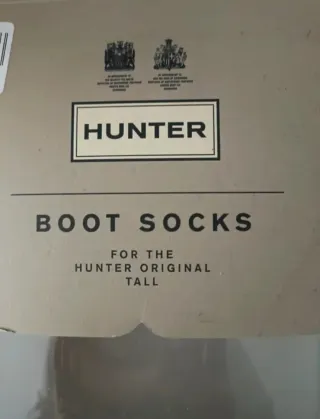 HUNTER
BOOT SOCKS
FOR THE
HUNTER ORIGINAL
TALL